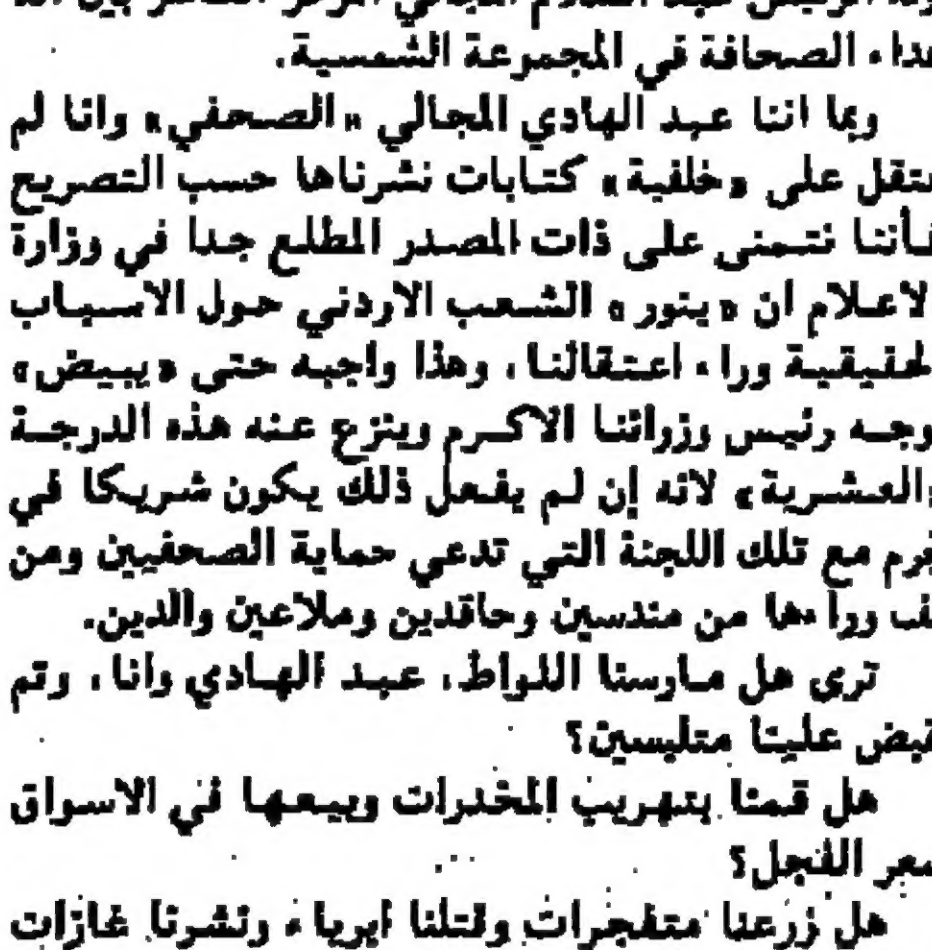 عداء الصحافة في المجموعة الشمسية.
وبما اننا عبد الهادي المجالي «الصحفي» وانا لم
نعتقل على «خلفية» كتابات نشرناها حسب التصريح
فأننا نتمنى على ذات المصدر المطلع جدا في وزارة
الاعلام ان «ينور» الشعب الاردني حول الاسباب
الحقيقية وراء اعتقالنا، وهذا واجبه حتى «يبيض»
وجه رئيس وزرائنا الاكرم وينزع عنه هذه الدرجة
«العشرية» لانه إن لم يفعل ذلك يكون شريكا في
مع تلك اللجنة التي تدعي حماية الصحفيين ومن
وراءها من مندسين وحاقدين وملاعين والدين.
ترى هل مارسنا اللواط، عبد الهادي وانا، وتم
القبض علينا متلبسين؟
هل قمنا بتهريب المخدرات وبيعها في الاسواق
بسعر الفجل؟
هل زرعنا متفجرات وقتلنا ابرياء ونشرنا غازات